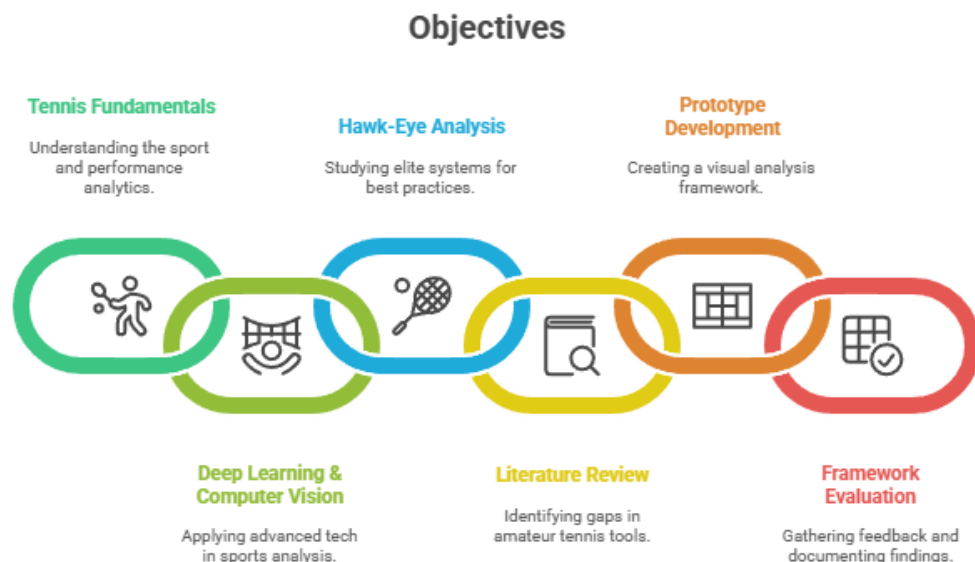 Objectives
Tennis Fundamentals
Understanding the sport
and performance
analytics.
Hawk-Eye Analysis
Studying elite systems for
best practices.
Prototype
Development
Creating a visual analysis
framework.
Deep Learning &
Computer Vision
Applying advanced tech
in sports analysis.
Literature Review
Identifying gaps in
amateur tennis tools.
Framework
Evaluation
Gathering feedback and
documenting findings.